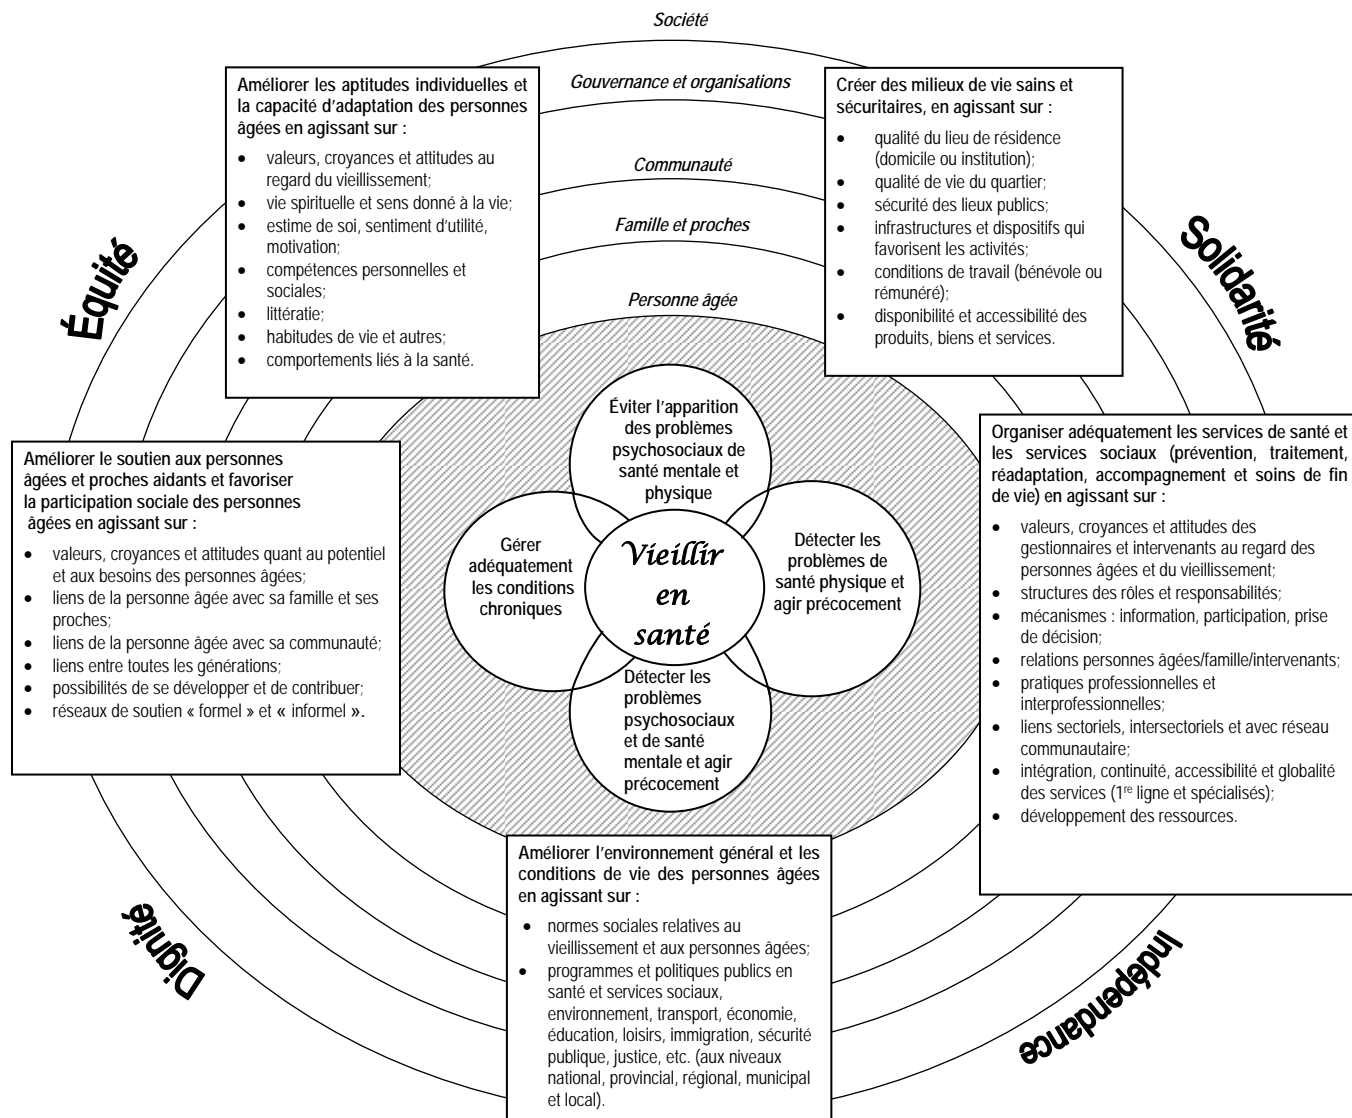 Société
Gouvernance et organisations
Communauté
Famille et proches
Personne âgée
Équité
Solidarité
Dignité
Indépendance
Améliorer les aptitudes individuelles et
la capacité d'adaptation des personnes
âgées en agissant sur :
• valeurs, croyances et attitudes au
regard du vieillissement;
• vie spirituelle et sens donné à la vie;
• estime de soi, sentiment d'utilité,
motivation;
• compétences personnelles et
sociales;
• littératie;
• habitudes de vie et autres;
• comportements liés à la santé.
Créer des milieux de vie sains et
sécuritaires, en agissant sur :
• qualité du lieu de résidence
(domicile ou institution);
• qualité de vie du quartier;
• sécurité des lieux publics;
• infrastructures et dispositifs qui
favorisent les activités;
• conditions de travail (bénévole ou
rémunéré);
• disponibilité et accessibilité des
produits, biens et services.
Améliorer le soutien aux personnes
âgées et proches aidants et favoriser
la participation sociale des personnes
âgées en agissant sur :
• valeurs, croyances et attitudes quant au potentiel
et aux besoins des personnes âgées;
• liens de la personne âgée avec sa famille et ses
proches;
• liens de la personne âgée avec sa communauté;
• liens entre toutes les générations;
• possibilités de se développer et de contribuer;
• réseaux de soutien « formel » et « informel ».
Éviter l'apparition
des problèmes
psychosociaux de
santé mentale et
physique
Gérer
adéquatement
les conditions
chroniques
Vieillir
en
santé
Détecter les
problèmes de
santé physique et
agir précocement
Détecter les
problèmes
psychosociaux
et de santé
mentale et agir
précocement
Organiser adéquatement les services de santé et
les services sociaux (prévention, traitement,
réadaptation, accompagnement et soins de fin
de vie) en agissant sur :
• valeurs, croyances et attitudes des
gestionnaires et intervenants au regard des
personnes âgées et du vieillissement;
• structures des rôles et responsabilités;
• mécanismes : information, participation, prise
de décision;
• relations personnes âgées/famille/intervenants;
• pratiques professionnelles et
interprofessionnelles;
• liens sectoriels, intersectoriels et avec réseau
communautaire;
• intégration, continuité, accessibilité et globalité
des services (1re ligne et spécialisés);
• développement des ressources.
Améliorer l'environnement général et les
conditions de vie des personnes âgées
en agissant sur :
• normes sociales relatives au
vieillissement et aux personnes âgées;
• programmes et politiques publics en
santé et services sociaux,
environnement, transport, économie,
éducation, loisirs, immigration, sécurité
publique, justice, etc. (aux niveaux
national, provincial, régional, municipal
et local).